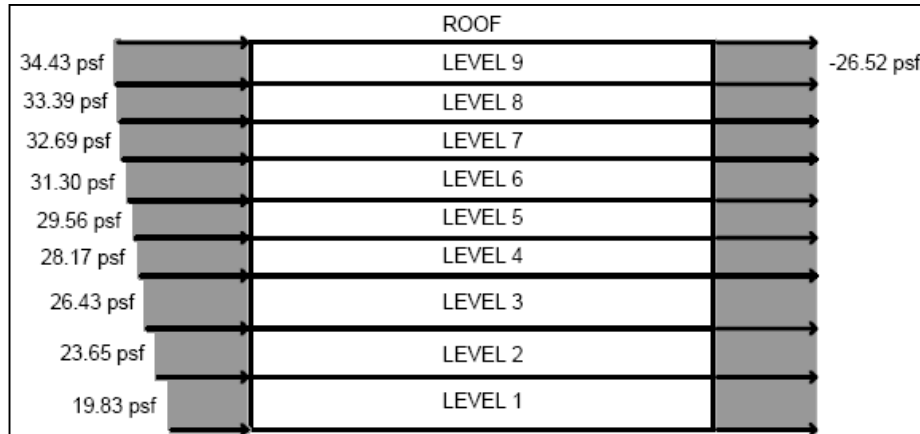 ROOF
34.43 psf LEVEL 9 -26.52 psf
33.39 psf LEVEL 8
32.69 psf LEVEL 7
31.30 psf LEVEL 6
29.56 psf LEVEL 5
28.17 psf LEVEL 4
26.43 psf LEVEL 3
23.65 psf LEVEL 2
19.83 psf LEVEL 1